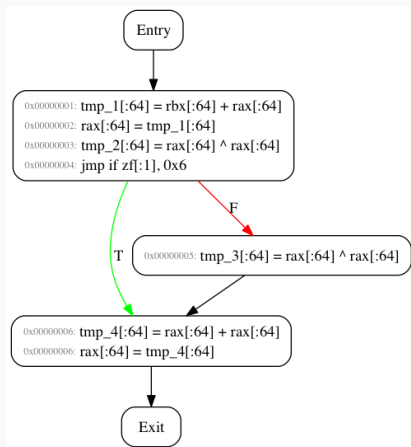 Entry
0x00000001: tmp_1[:64] = rbx[:64] + rax[:64]
0x00000002: rax[:64] = tmp_1[:64]
0x00000003: tmp_2[:64] = rax[:64] ^ rax[:64]
0x00000004: jmp if zf[:1], 0x6
F
T
0x00000005: tmp_3[:64] = rax[:64] ^ rax[:64]
0x00000006: tmp_4[:64] = rax[:64] + rax[:64]
0x00000006: rax[:64] = tmp_4[:64]
Exit